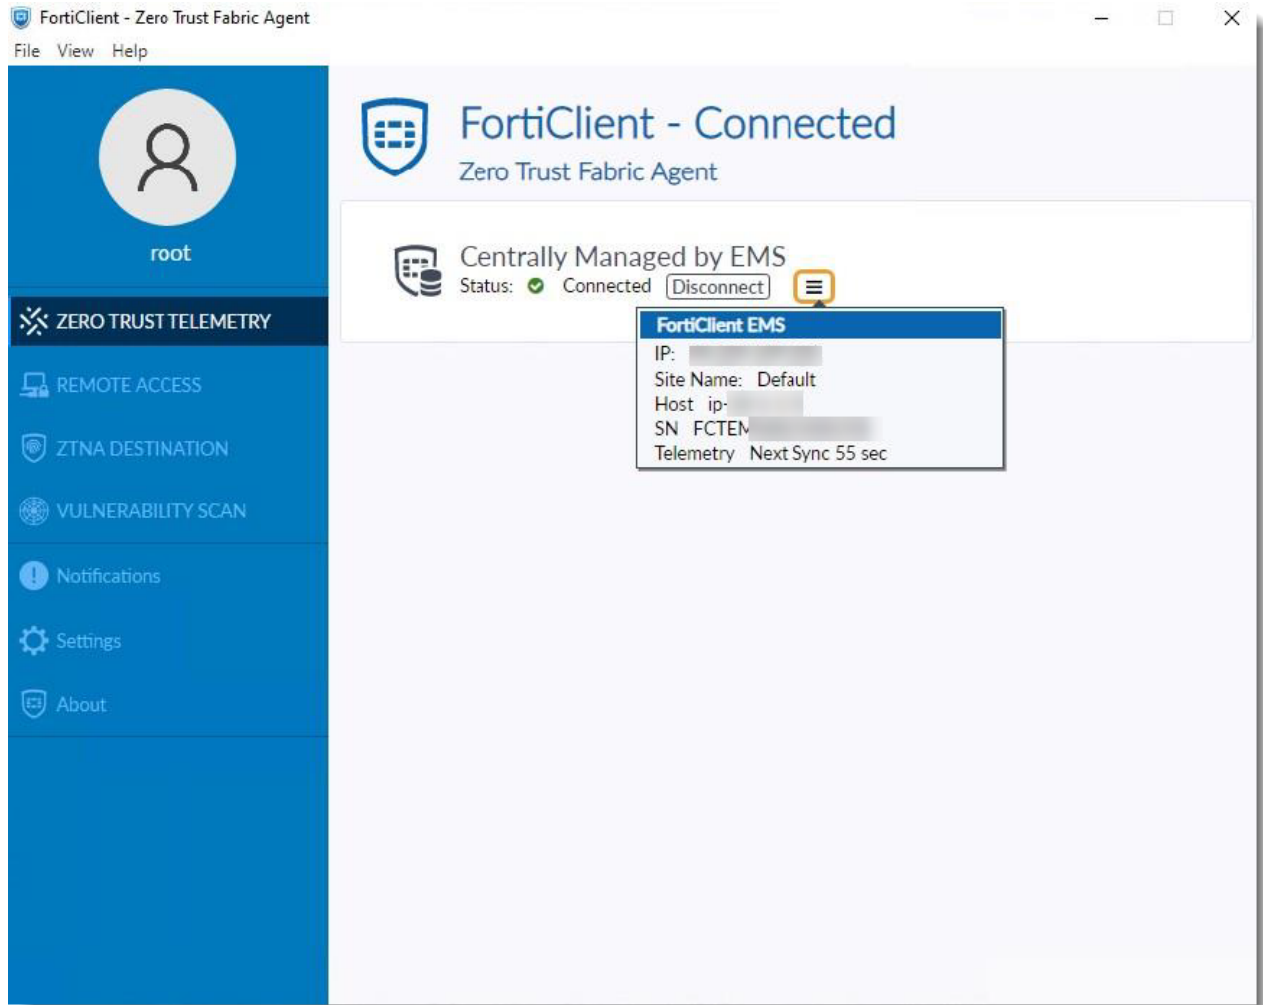 FortiClient - Zero Trust Fabric Agent
File View Help
root
ZERO TRUST TELEMETRY
REMOTE ACCESS
ZTNA DESTINATION
VULNERABILITY SCAN
Notifications
Settings
About
FortiClient - Connected
Zero Trust Fabric Agent
Centrally Managed by EMS
Status: Connected Disconnect
FortiClient EMS
IP:
Site Name: Default
Host ip-
SN FCTEM
Telemetry Next Sync 55 sec